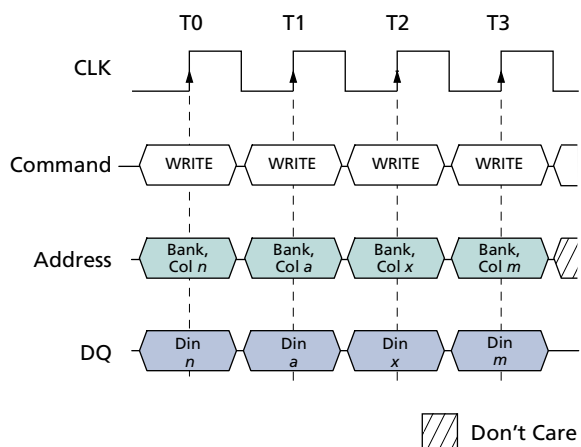 T0 T1 T2 T3
CLK
Command WRITE WRITE WRITE WRITE
Address Bank, Col n Bank, Col a Bank, Col x Bank, Col m
DQ Din n Din a Din x Din m
Don't Care